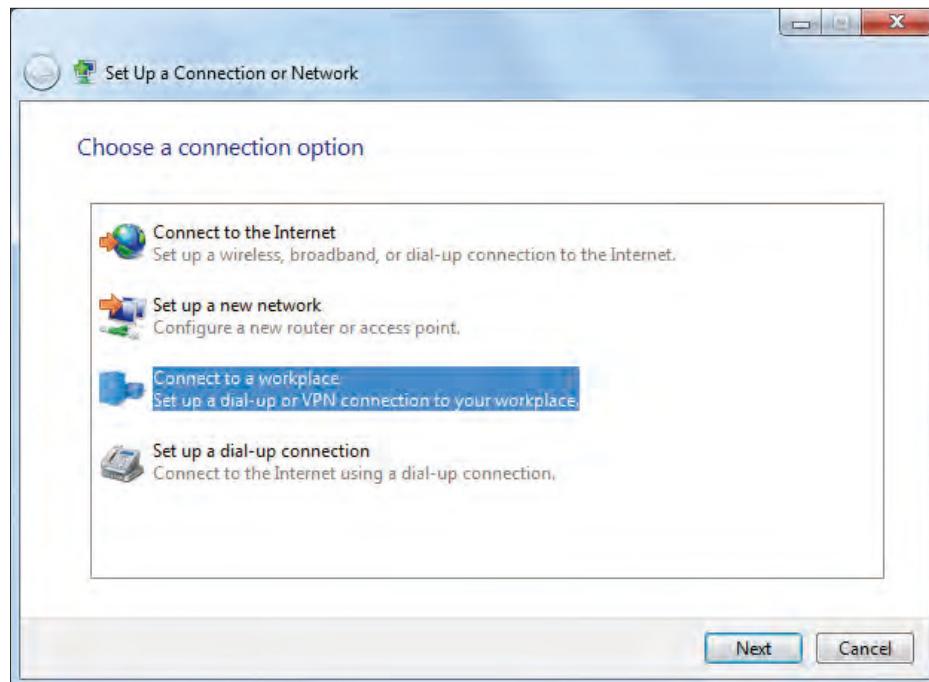 Set Up a Connection or Network
Choose a connection option
Connect to the Internet
Set up a wireless, broadband, or dial-up connection to the Internet.
Set up a new network
Configure a new router or access point.
Connect to a workplace
Set up a dial-up or VPN connection to your workplace.
Set up a dial-up connection
Connect to the Internet using a dial-up connection.
Next
Cancel